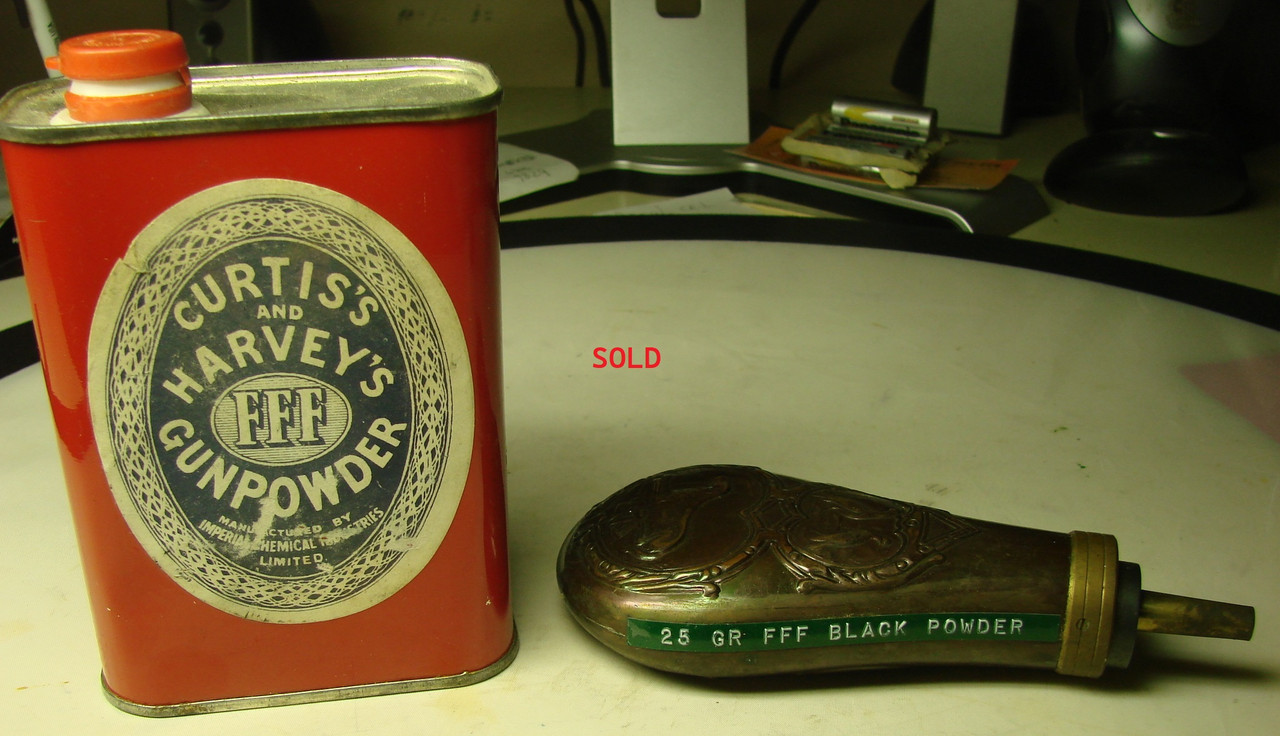 CURTIS'S
AND
HARVEY'S
FFF
GUNPOWDER
MANUFACTURED BY
IMPERIAL CHEMICAL INDUSTRIES
LIMITED.
SOLD
25 GR FFF BLACK POWDER